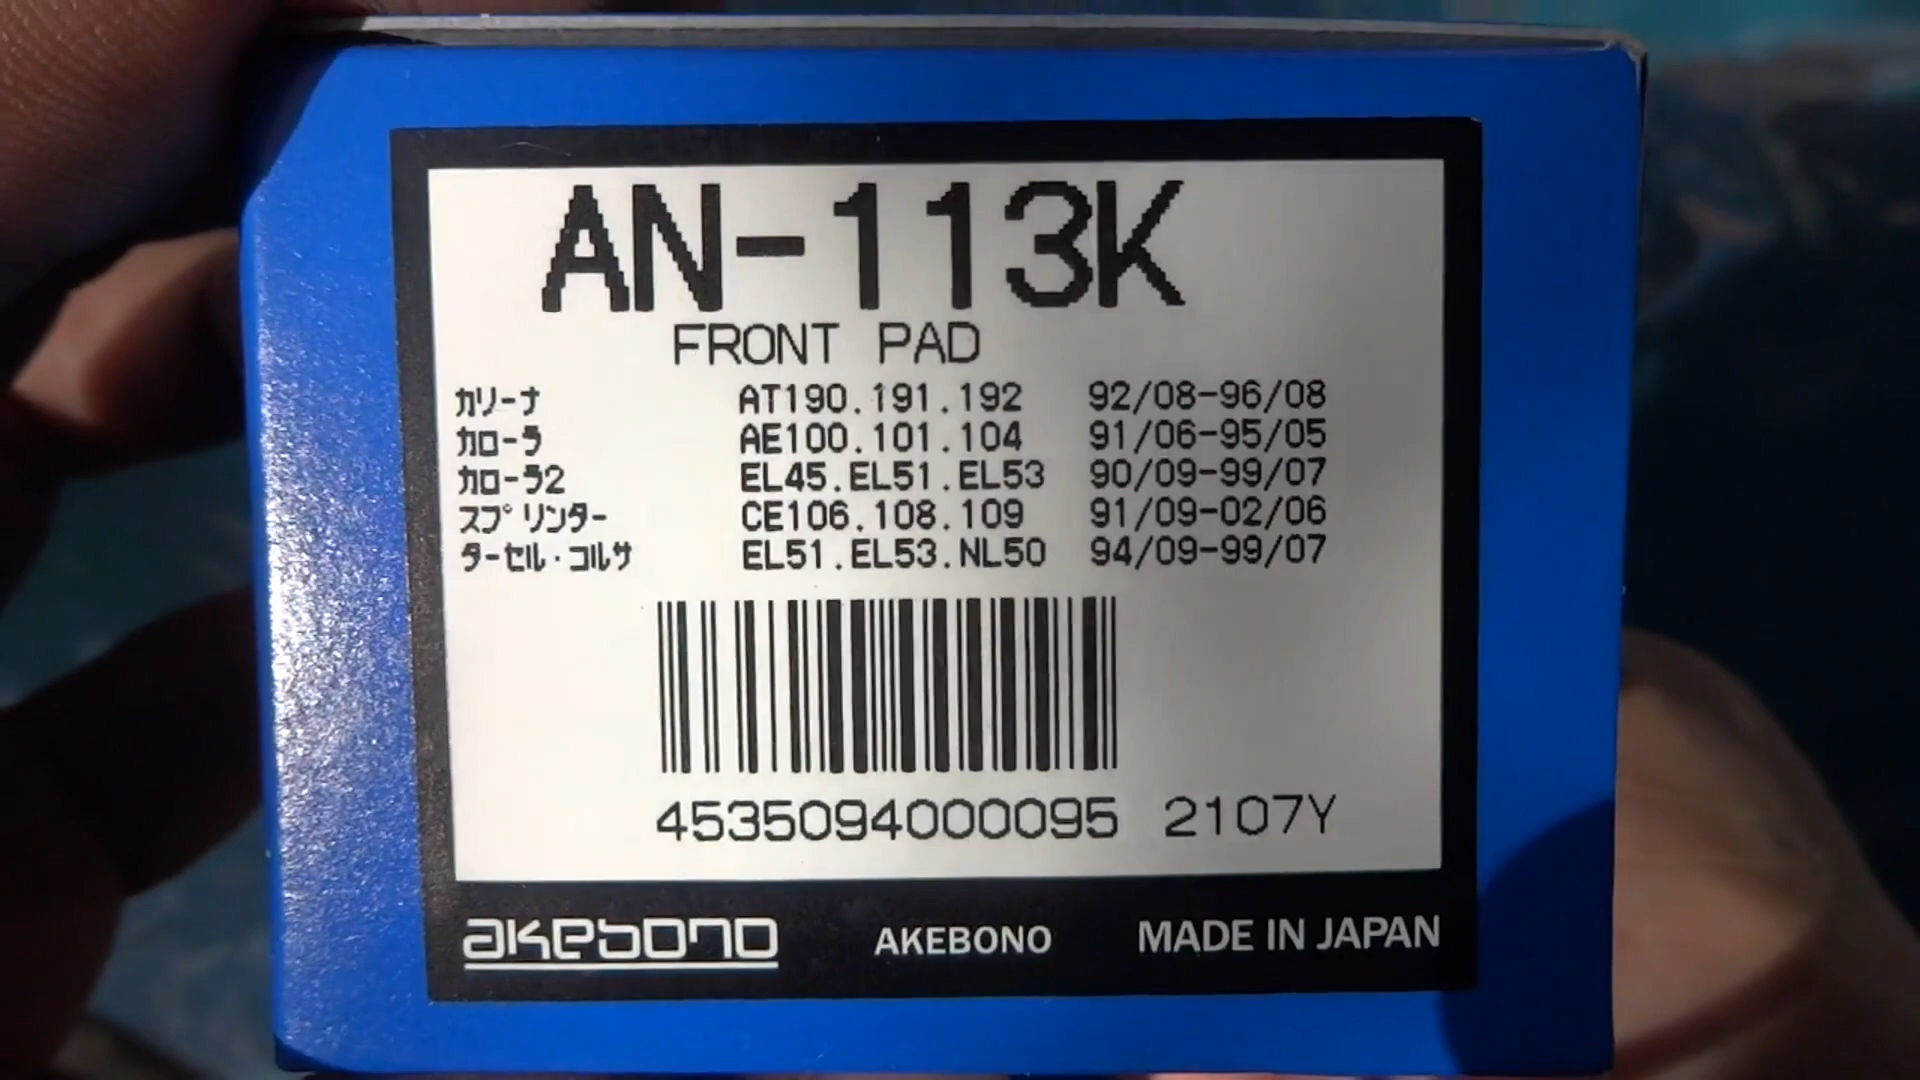 AN-113K
FRONT PAD
カリーナ AT190.191.192 92/08-96/08
カローラ AE100.101.104 91/06-95/05
カローラ2 EL45.EL51.EL53 90/09-99/07
スプリンター CE106.108.109 91/09-02/06
ターセル・コルサ EL51.EL53.NL50 94/09-99/07
4535094000095 2107Y
akebono AKEBONO MADE IN JAPAN